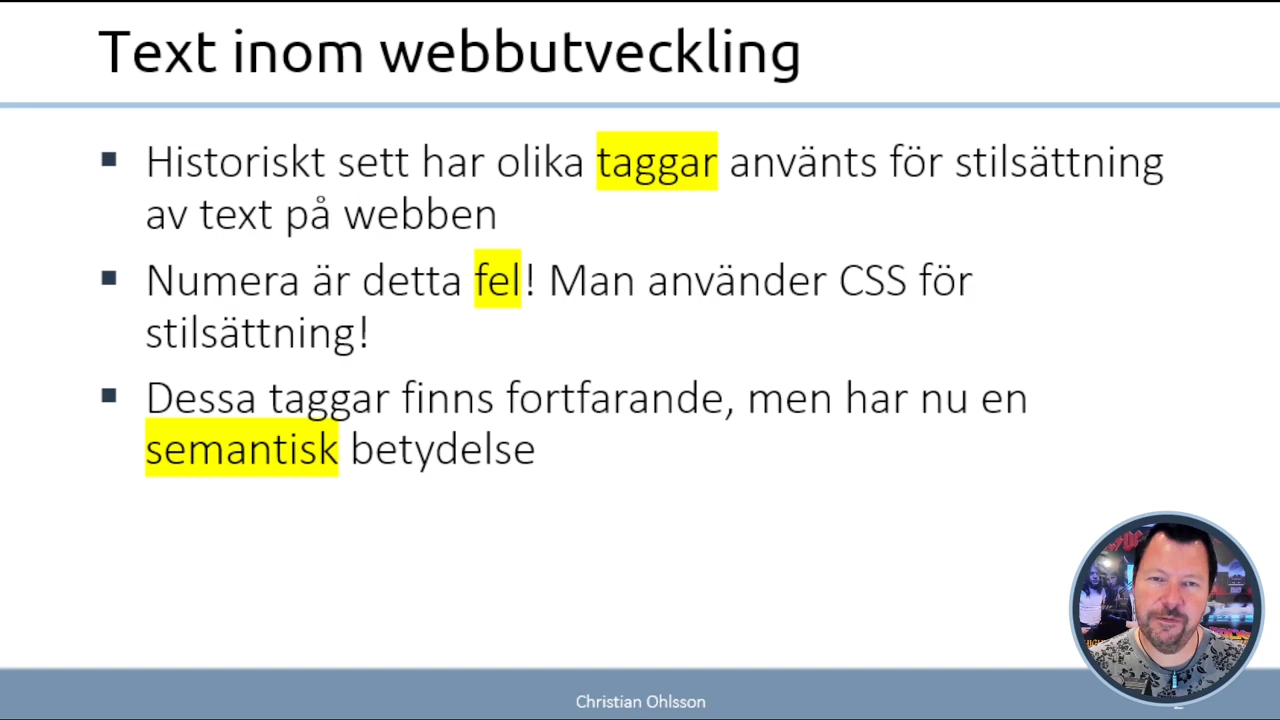 Text inom webbutveckling
▪ Historiskt sett har olika taggar använts för stilsättning
av text på webben
▪ Numera är detta fel! Man använder CSS för
stilsättning!
▪ Dessa taggar finns fortfarande, men har nu en
semantisk betydelse
Christian Ohlsson